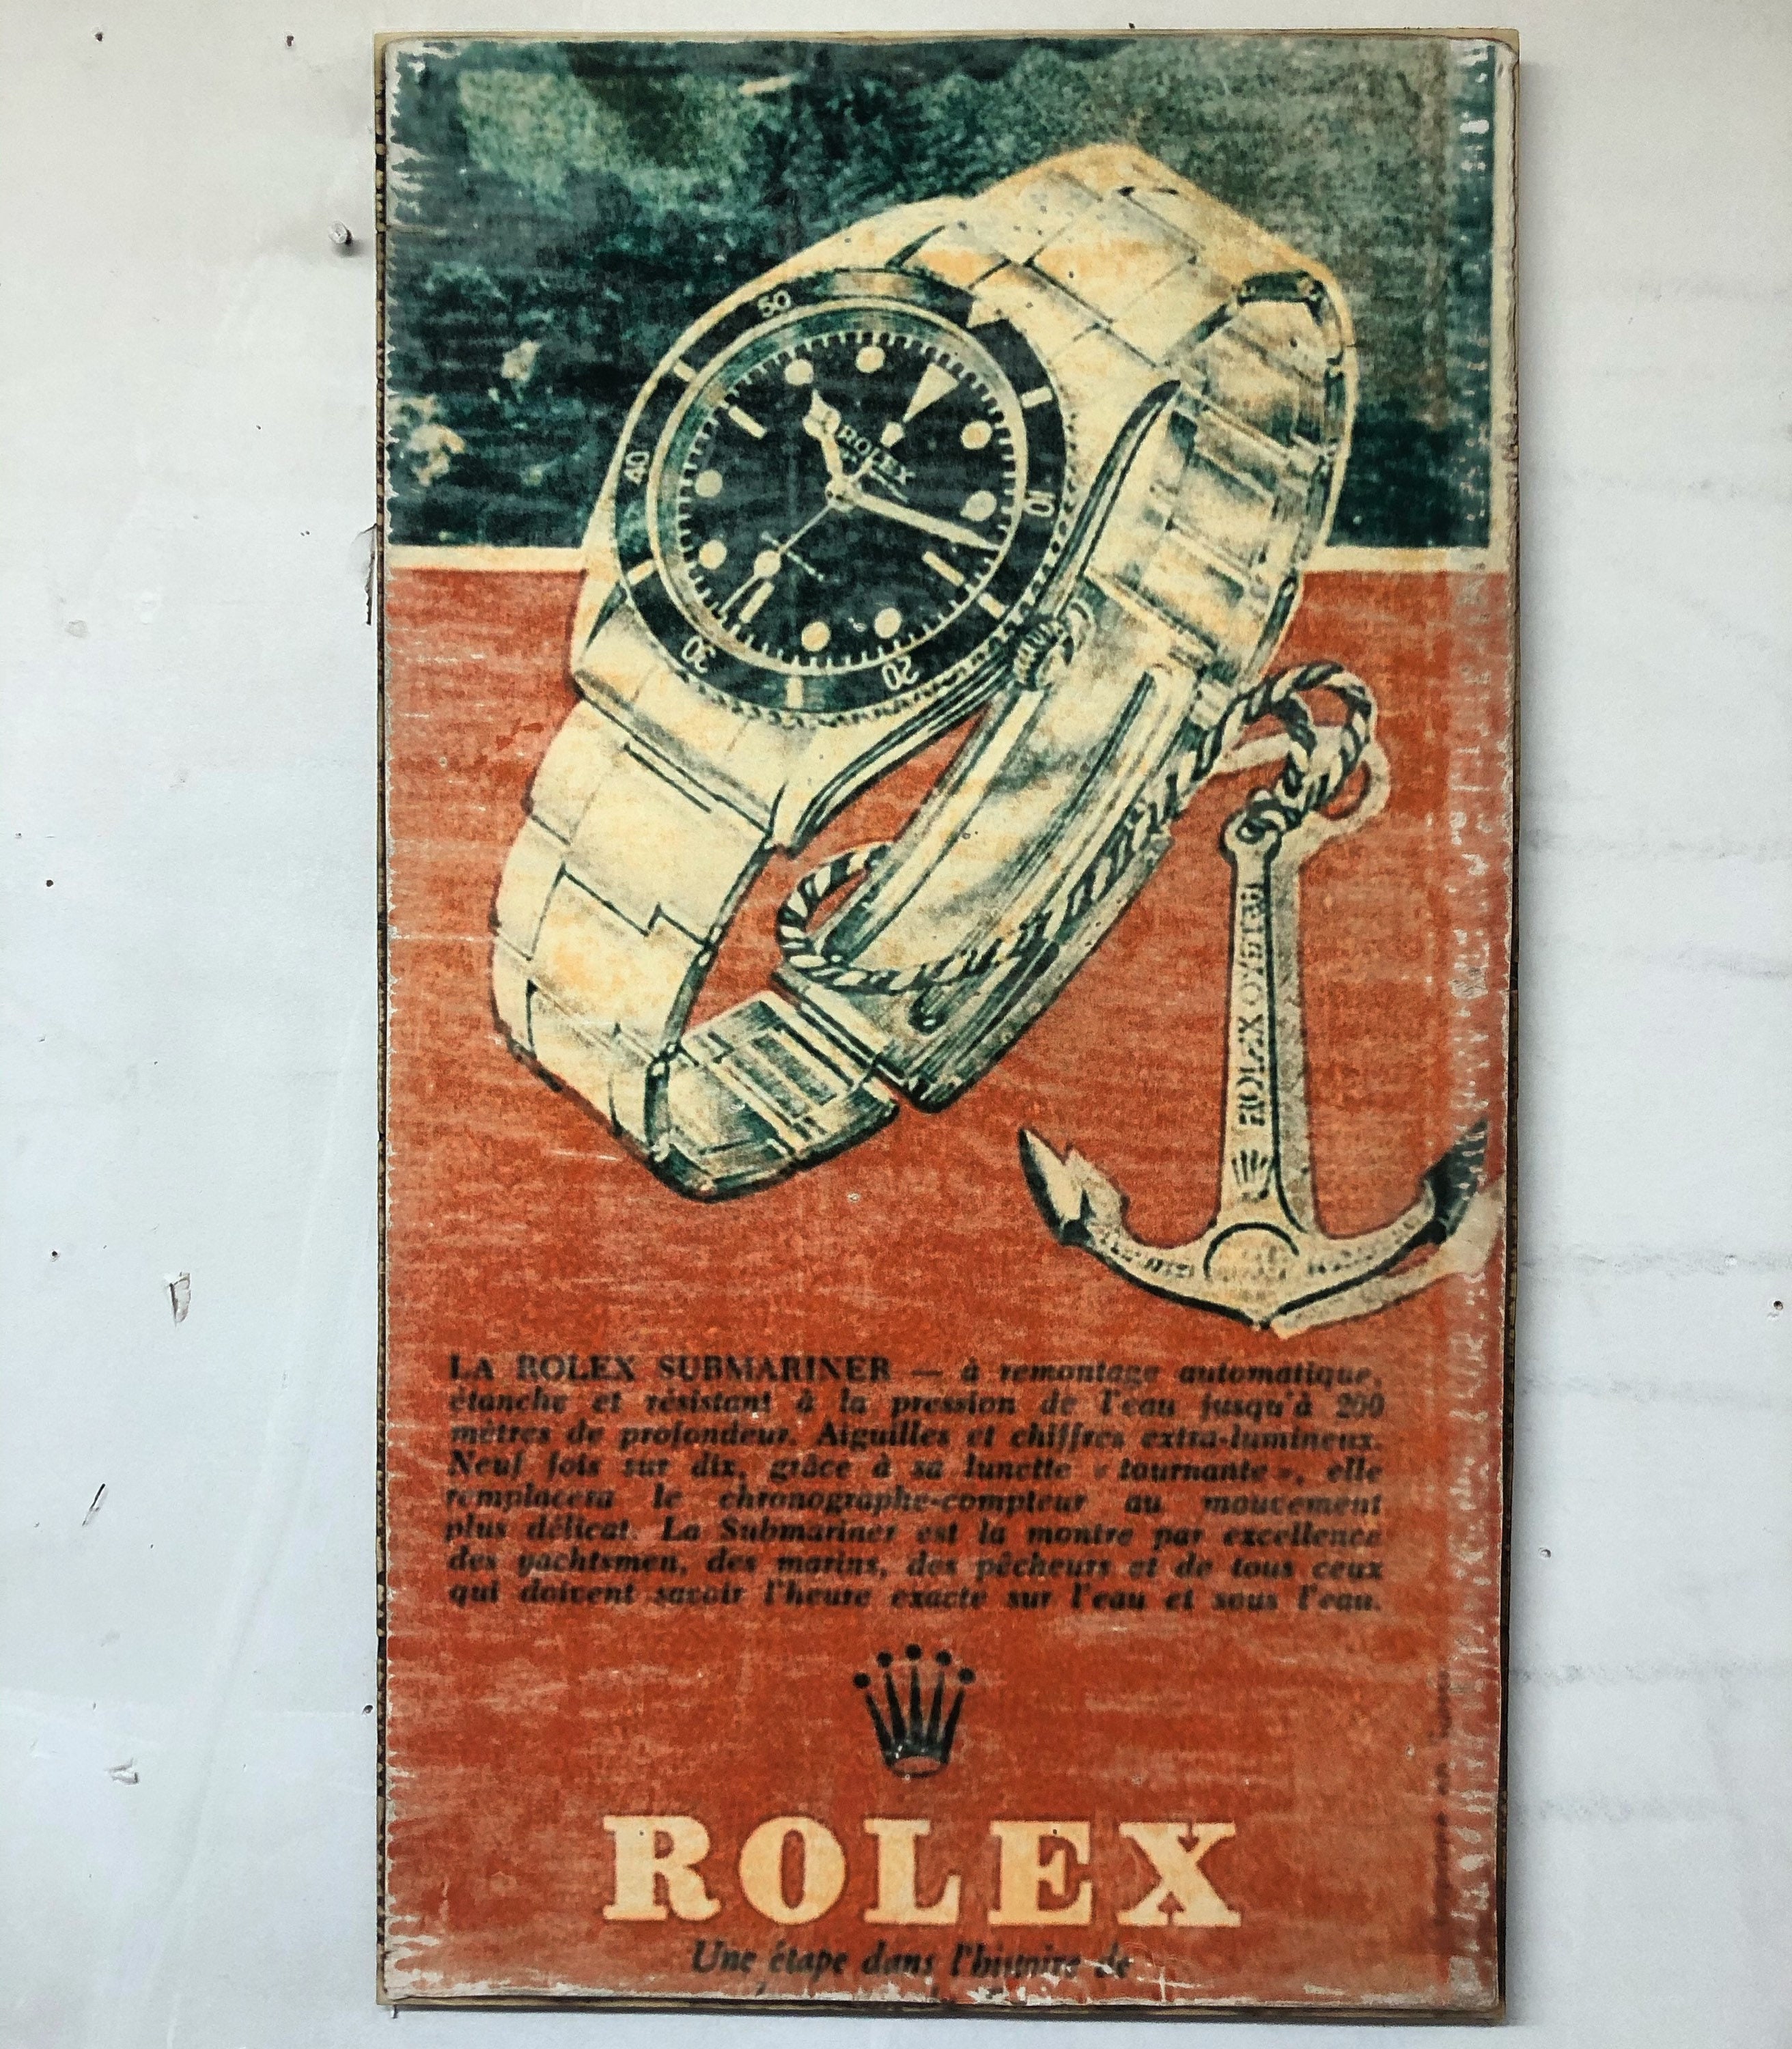 50
40
10
30
20
ROLEX
ROLEX OYSTER
LA ROLEX SUBMARINER — à remontage automatique,
étanche et résistant à la pression de l'eau jusqu'à 200
mètres de profondeur. Aiguilles et chiffres extra-lumineux.
Neuf fois sur dix, grâce à sa lunette « tournante », elle
remplacera le chronographe-compteur au mouvement
plus délicat. La Submariner est la montre par excellence
des yachtsmen, des marins, des pêcheurs et de tous ceux
qui doivent savoir l'heure exacte sur l'eau et sous l'eau.
ROLEX
Une étape dans l'histoire de